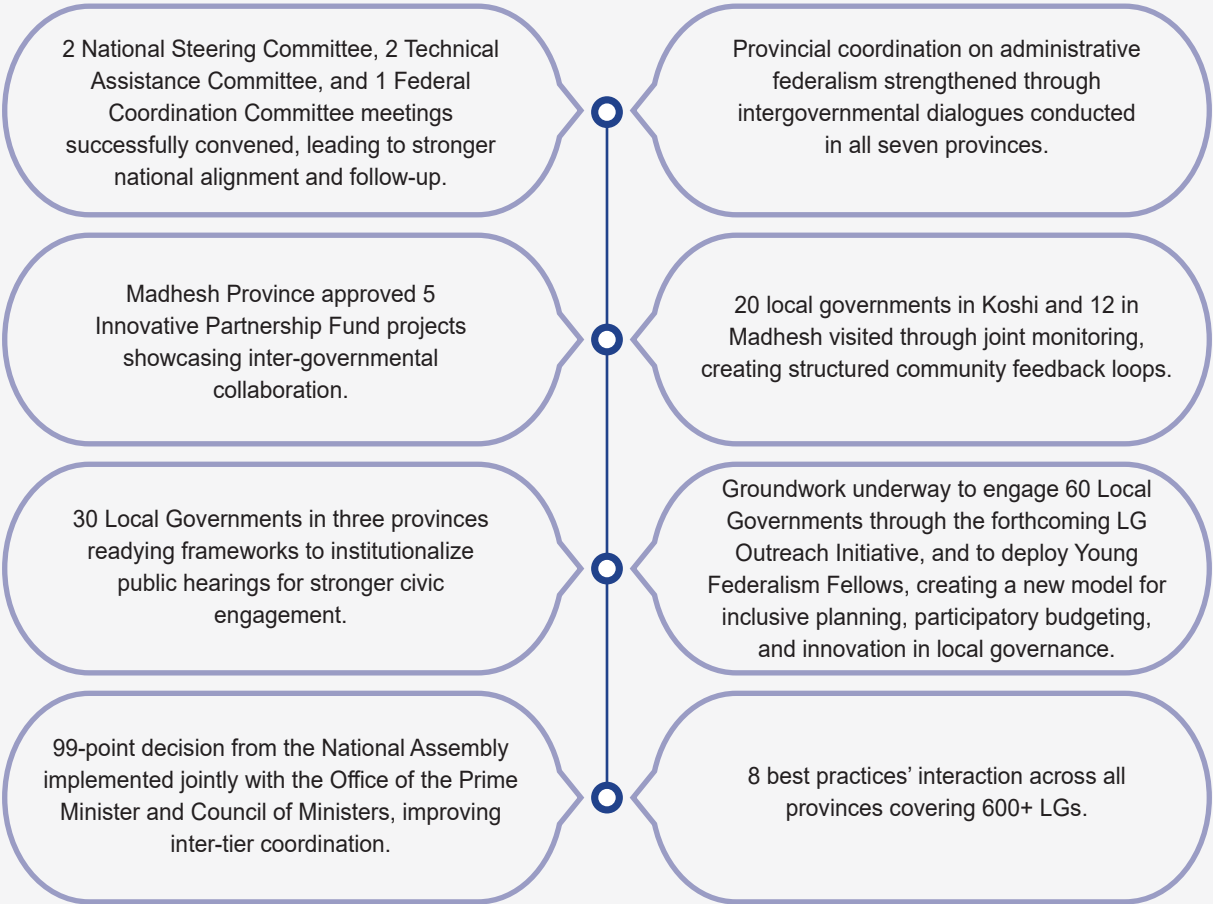 2 National Steering Committee, 2 Technical
Assistance Committee, and 1 Federal
Coordination Committee meetings
successfully convened, leading to stronger
national alignment and follow-up.
Provincial coordination on administrative
federalism strengthened through
intergovernmental dialogues conducted
in all seven provinces.
Madhesh Province approved 5
Innovative Partnership Fund projects
showcasing inter-governmental
collaboration.
20 local governments in Koshi and 12 in
Madhesh visited through joint monitoring,
creating structured community feedback loops.
30 Local Governments in three provinces
readying frameworks to institutionalize
public hearings for stronger civic
engagement.
Groundwork underway to engage 60 Local
Governments through the forthcoming LG
Outreach Initiative, and to deploy Young
Federalism Fellows, creating a new model for
inclusive planning, participatory budgeting,
and innovation in local governance.
99-point decision from the National Assembly
implemented jointly with the Office of the Prime
Minister and Council of Ministers, improving
inter-tier coordination.
8 best practices’ interaction across all
provinces covering 600+ LGs.